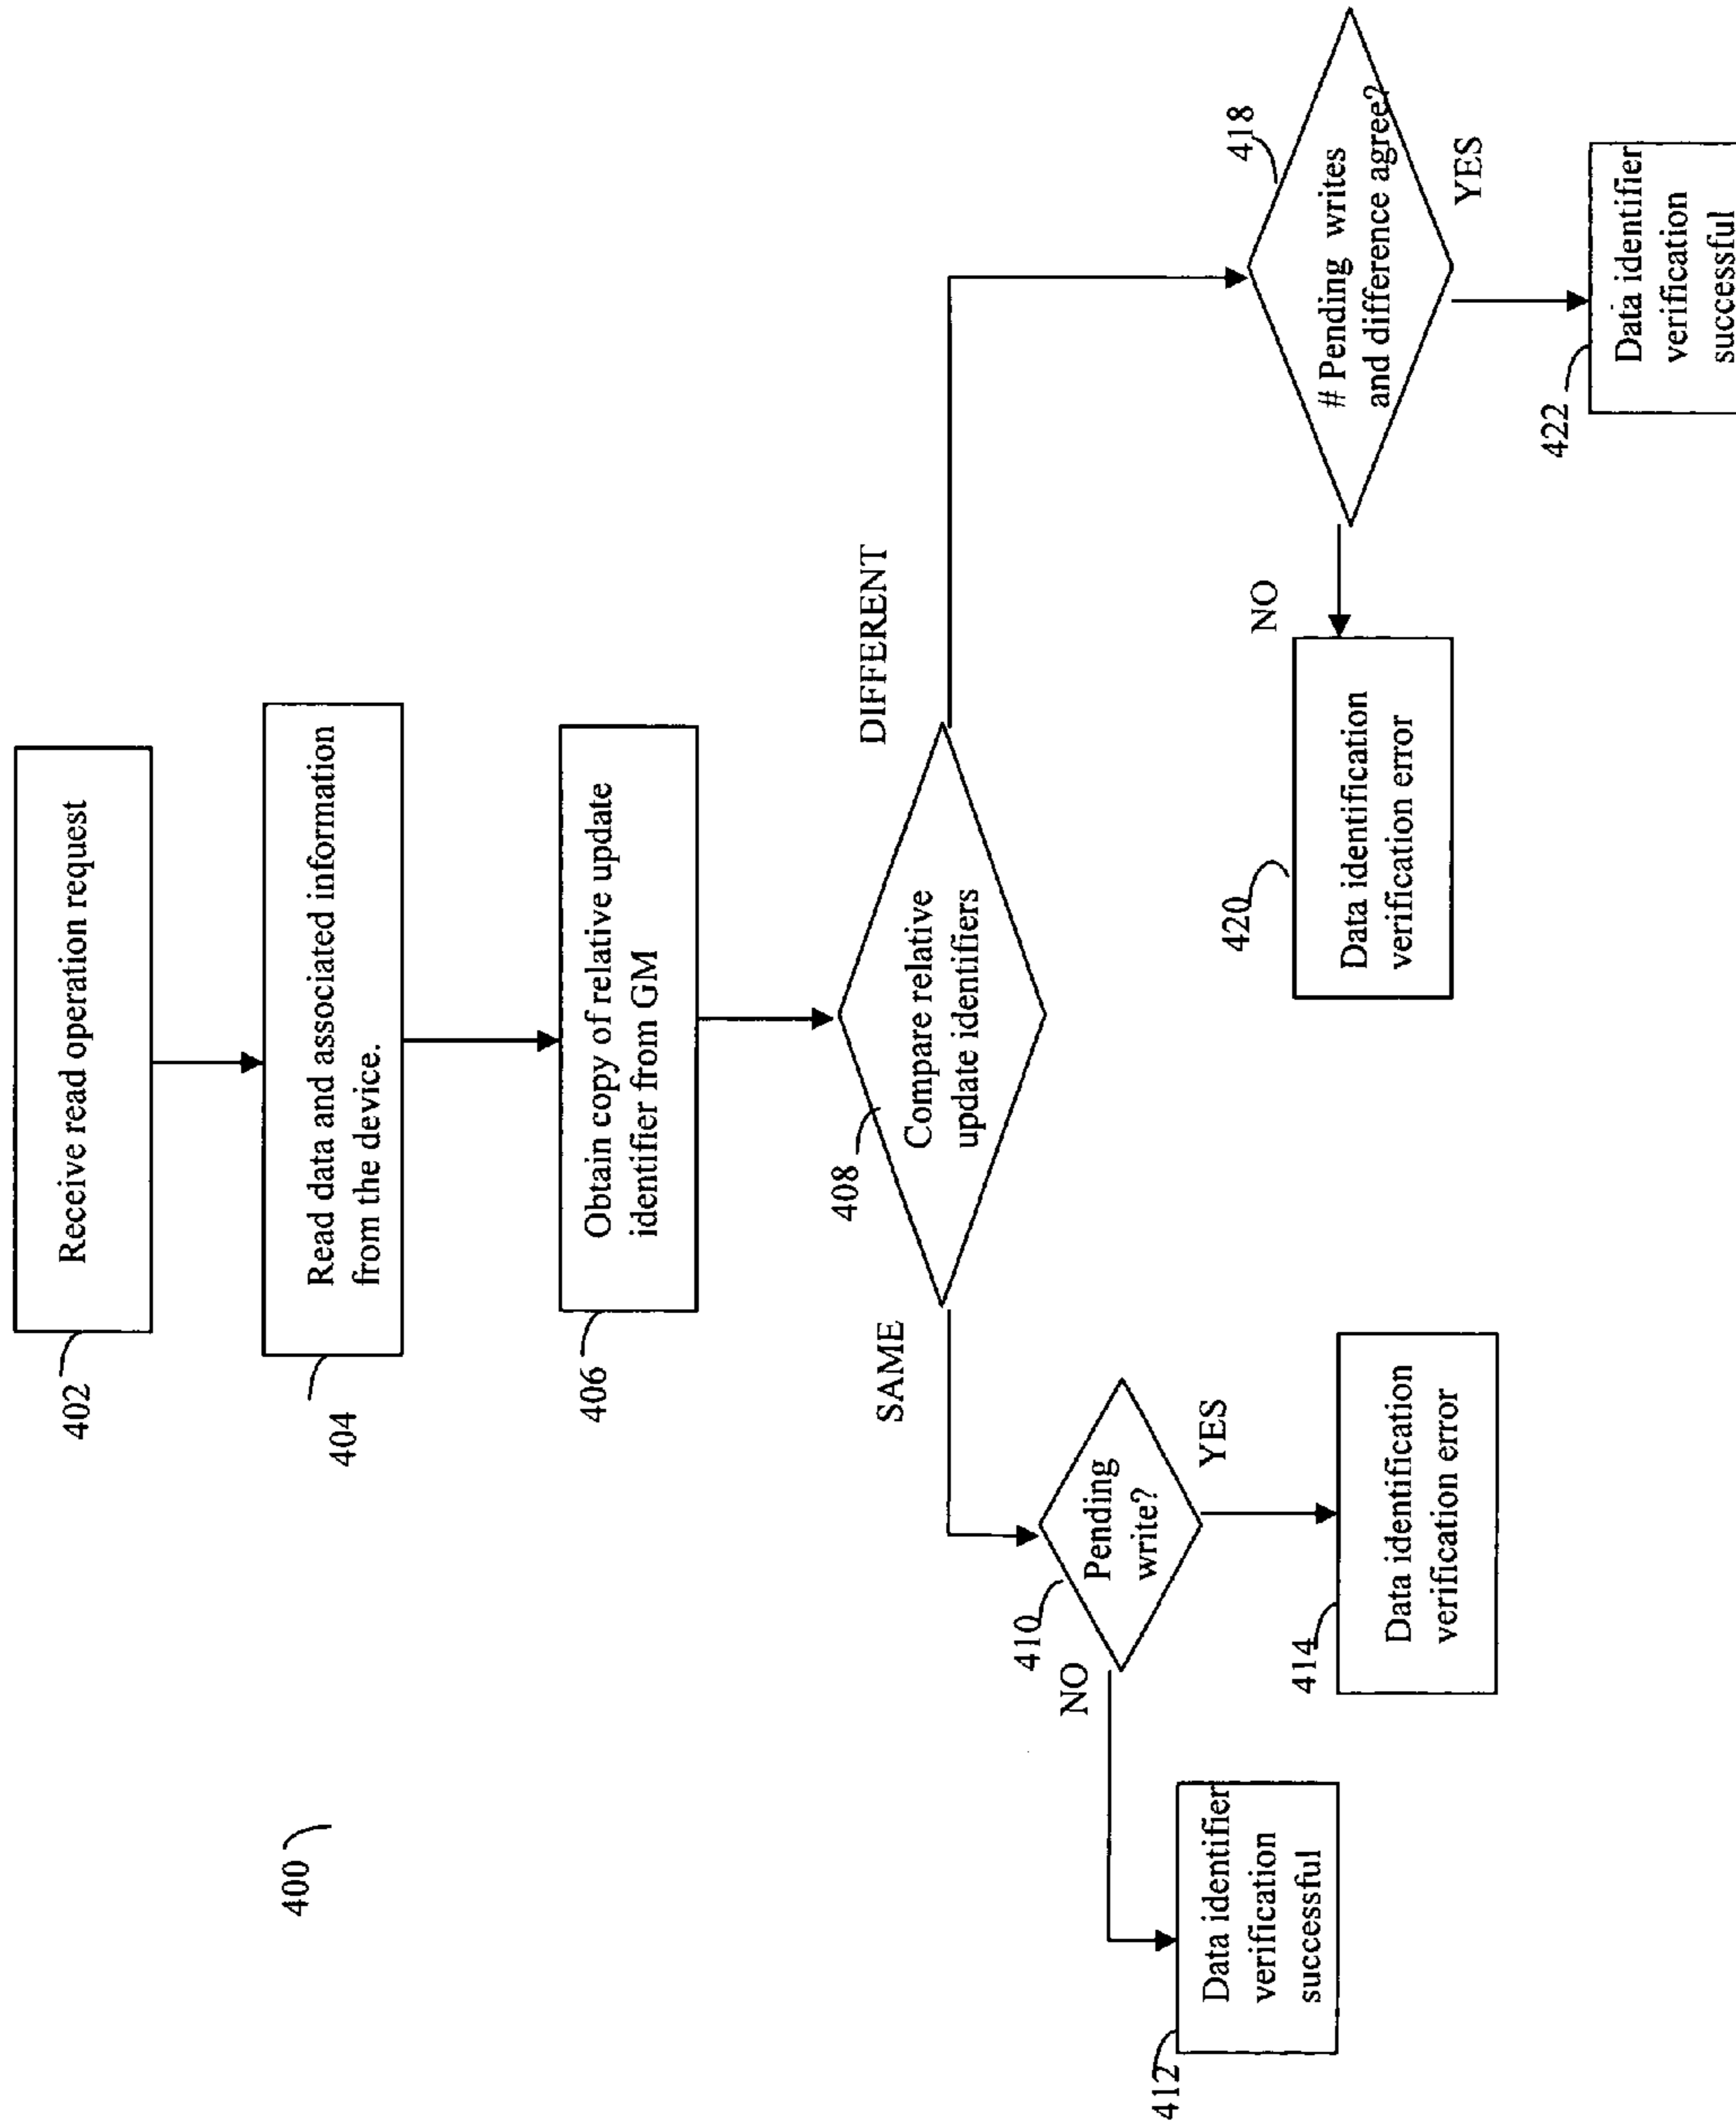 400
402
Receive read operation request
404
Read data and associated information
from the device.
406
Obtain copy of relative update
identifier from GM
408
Compare relative
update identifiers
SAME
DIFFERENT
410
Pending
write?
NO
YES
412
Data identifier
verification
successful
414
Data identification
verification error
418
# Pending writes
and difference agree?
NO
YES
420
Data identification
verification error
422
Data identifier
verification
successful